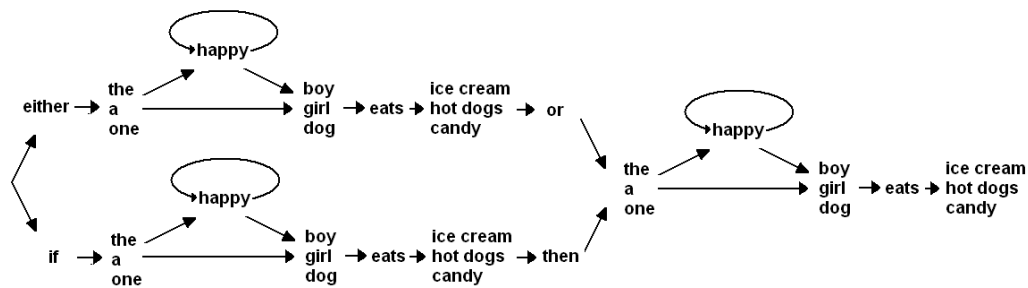 happy
either
the
a
one
boy
girl
dog
eats
ice cream
hot dogs
candy
or
if
happy
the
a
one
boy
girl
dog
eats
ice cream
hot dogs
candy
then
happy
the
a
one
boy
girl
dog
eats
ice cream
hot dogs
candy